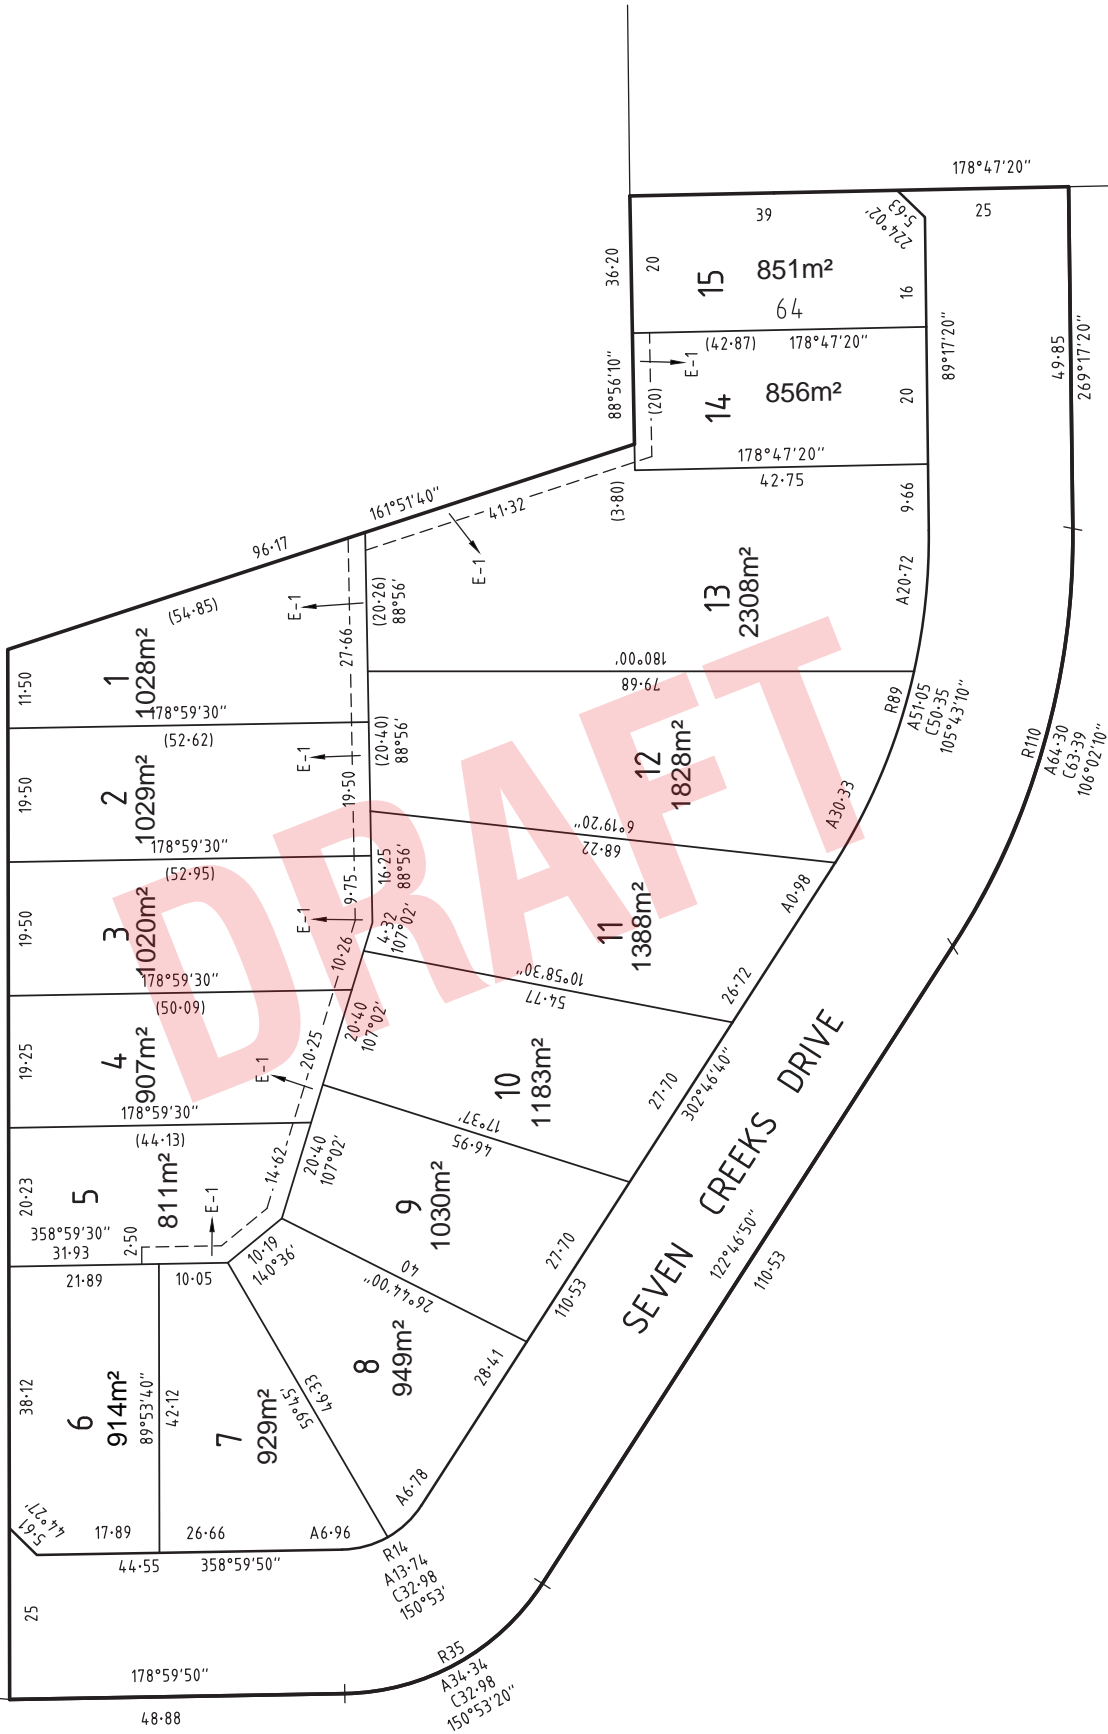 178°47'20"
39
5·63
224°02'
25
36·20
20
15
851m²
64
16
88°56'10"
(42·87)
178°47'20"
E-1
(20)
14
856m²
20
89°17'20"
49·85
269°17'20"
178°47'20"
42·75
(3·80)
9·66
161°51'40"
41·32
96·17
E-1
(54·85)
E-1
(20·26)
88°56'
13
2308m²
A20·72
27·66
11·50
1
1028m²
178°59'30"
180°00'
79·68
R89
A51·05
C50·35
105°43'10"
R110
A64·30
C63·39
106°02'10"
(52·62)
E-1
(20·40)
88°56'
12
1828m²
A30·33
19·50
2
1029m²
19·50
178°59'30"
6°19'20"
68·22
(52·95)
9·75
16·25
88°56'
A0·98
19·50
3
1020m²
E-1
4·32
107°02'
11
1388m²
178°59'30"
10·26
10°58'30"
54·77
26·72
(50·09)
20·40
107°02'
19·25
4
907m²
E-1
20·25
10
1183m²
27·70
302°46'40"
SEVEN CREEKS DRIVE
178°59'30"
17°37'
46·95
(44·13)
20·40
107°02'
14·62
20·23
5
811m²
E-1
9
1030m²
27·70
122°46'50"
110·53
358°59'30"
31·93
2·50
10·19
140°36'
40
26°44'00"
110·53
21·89
10·05
8
949m²
28·41
38·12
6
914m²
89°53'40"
42·12
7
929m²
59°45'
46·33
A6·78
5·61
44°27'
17·89
26·66
A6·96
R14
A13·74
C32·98
150°53'
44·55
358°59'50"
25
R35
A34·34
C32·98
150°53'20"
178°59'50"
48·88
DRAFT